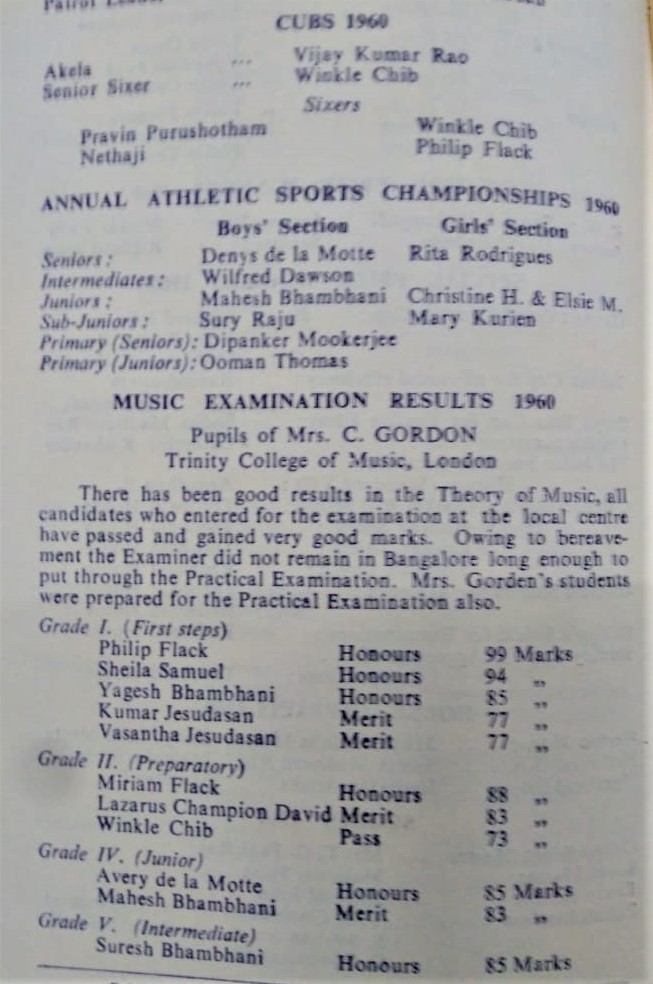 Patrol Leader
CUBS 1960
Akela ... Vijay Kumar Rao
Senior Sixer ... Winkle Chib
Sixers
Pravin Purushotham Winkle Chib
Nethaji Philip Flack
ANNUAL ATHLETIC SPORTS CHAMPIONSHIPS 1960
Boys' Section Girls' Section
Seniors: Denys de la Motte Rita Rodrigues
Intermediates: Wilfred Dawson
Juniors: Mahesh Bhambhani Christine H. & Elsie M.
Sub-Juniors: Sury Raju Mary Kurien
Primary (Seniors): Dipanker Mookerjee
Primary (Juniors): Ooman Thomas
MUSIC EXAMINATION RESULTS 1960
Pupils of Mrs. C. GORDON
Trinity College of Music, London
There has been good results in the Theory of Music, all
candidates who entered for the examination at the local centre
have passed and gained very good marks. Owing to bereave-
ment the Examiner did not remain in Bangalore long enough to
put through the Practical Examination. Mrs. Gorden's students
were prepared for the Practical Examination also.
Grade I. (First steps)
Philip Flack Honours 99 Marks
Sheila Samuel Honours 94 „
Yagesh Bhambhani Honours 85 „
Kumar Jesudasan Merit 77 „
Vasantha Jesudasan Merit 77 „
Grade II. (Preparatory)
Miriam Flack Honours 88 „
Lazarus Champion David Merit 83 „
Winkle Chib Pass 73 „
Grade IV. (Junior)
Avery de la Motte Honours 85 Marks
Mahesh Bhambhani Merit 83 „
Grade V. (Intermediate)
Suresh Bhambhani Honours 85 Marks